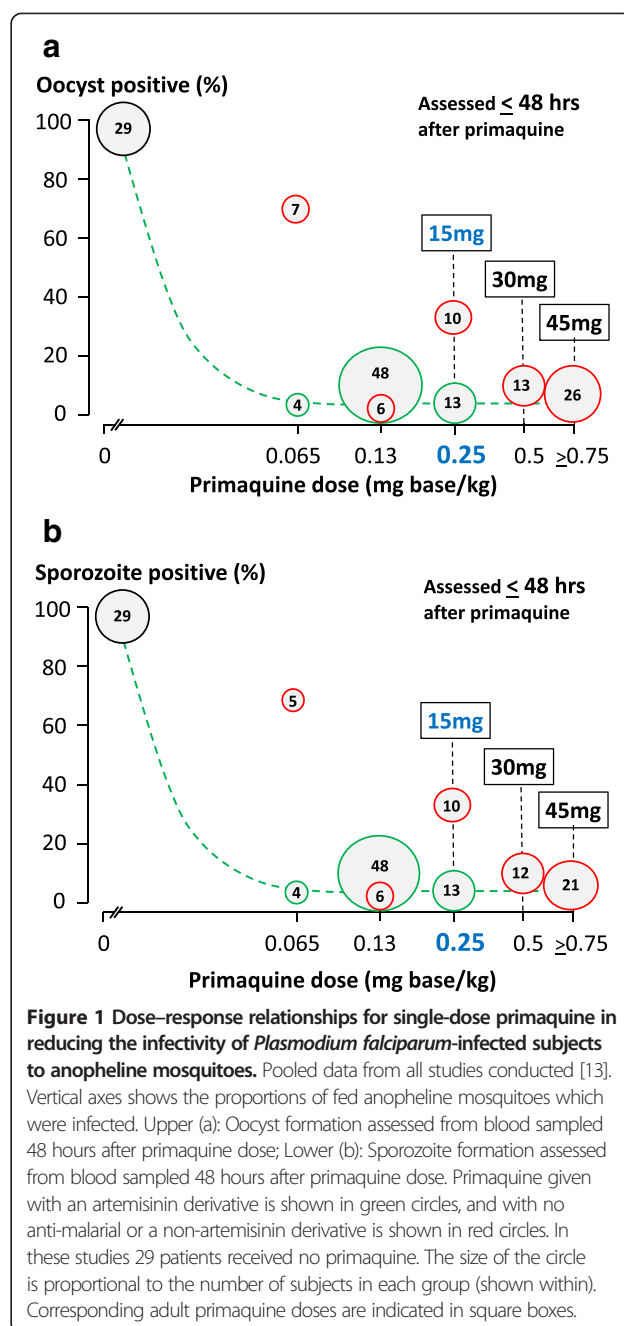 a
Oocyst positive (%)
Assessed ≤ 48 hrs
after primaquine
100
80
60
40
20
0
29
7
15mg
30mg
45mg
10
48
4
6
13
13
26
0
0.065
0.13
0.25
0.5
≥0.75
Primaquine dose (mg base/kg)
b
Sporozoite positive (%)
Assessed ≤ 48 hrs
after primaquine
100
80
60
40
20
0
29
5
15mg
30mg
45mg
10
48
4
6
13
12
21
0
0.065
0.13
0.25
0.5
≥0.75
Primaquine dose (mg base/kg)
Figure 1 Dose–response relationships for single-dose primaquine in
reducing the infectivity of Plasmodium falciparum-infected subjects
to anopheline mosquitoes. Pooled data from all studies conducted [13].
Vertical axes shows the proportions of fed anopheline mosquitoes which
were infected. Upper (a): Oocyst formation assessed from blood sampled
48 hours after primaquine dose; Lower (b): Sporozoite formation assessed
from blood sampled 48 hours after primaquine dose. Primaquine given
with an artemisinin derivative is shown in green circles, and with no
anti-malarial or a non-artemisinin derivative is shown in red circles. In
these studies 29 patients received no primaquine. The size of the circle
is proportional to the number of subjects in each group (shown within).
Corresponding adult primaquine doses are indicated in square boxes.